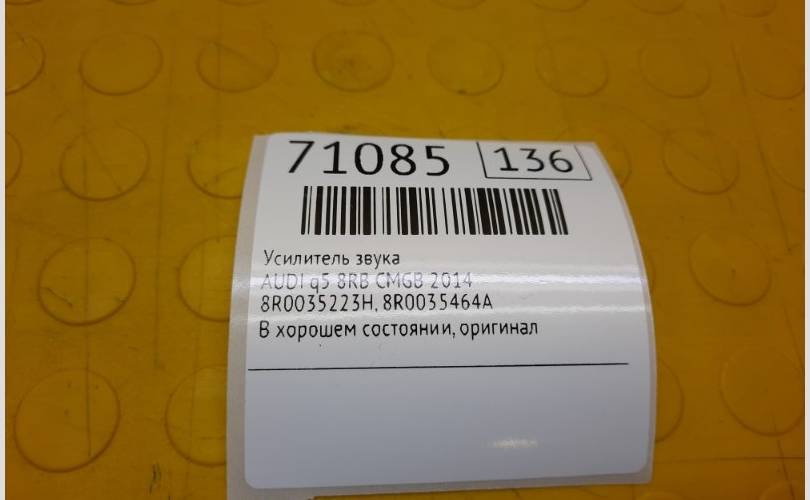 71085 136
Усилитель звука
AUDI q5 8RB CMGB 2014
8R0035223H, 8R0035464A
В хорошем состоянии, оригинал